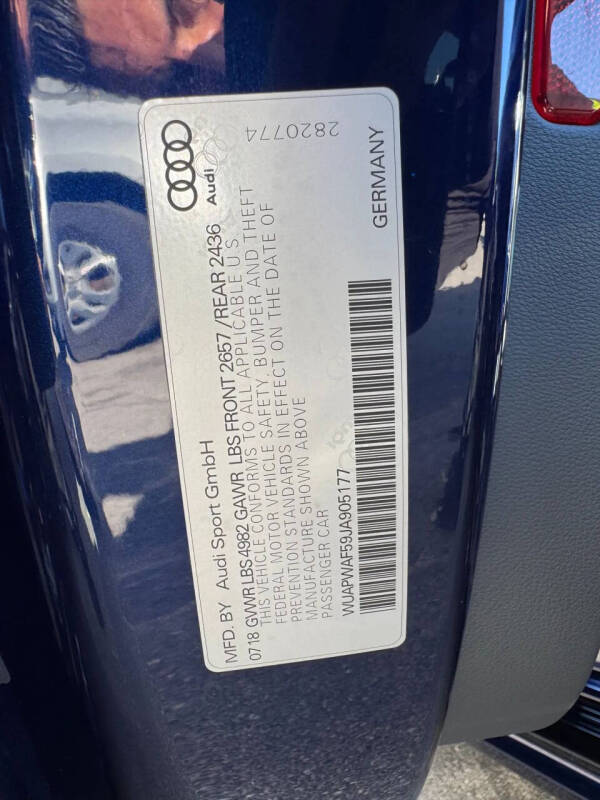 MFD. BY Audi Sport GmbH
0718 GVWR LBS 4982 GAWR LBS FRONT 2657 / REAR 2436
THIS VEHICLE CONFORMS TO ALL APPLICABLE U.S.
FEDERAL MOTOR VEHICLE SAFETY, BUMPER AND THEFT
PREVENTION STANDARDS IN EFFECT ON THE DATE OF
MANUFACTURE SHOWN ABOVE
PASSENGER CAR
WUAPWAF59JA905177
Audi
2820774
GERMANY